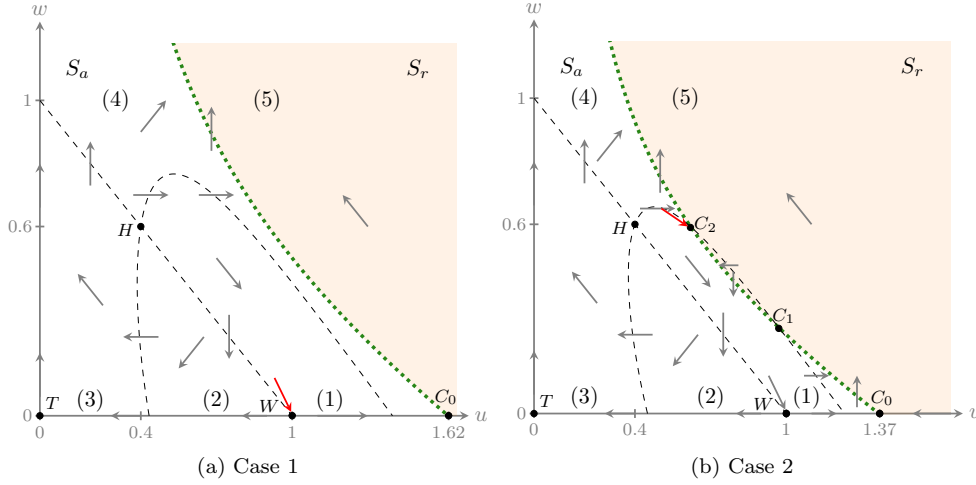 w
S_a
S_r
(4)
(5)
1
0.6
H
(3)
(2)
(1)
T
W
C_0
u
0
0.4
1
1.62
(a) Case 1
w
S_a
S_r
(4)
(5)
1
0.6
H
C_2
C_1
(3)
(2)
(1)
T
W
C_0
u
0
0.4
1
1.37
(b) Case 2